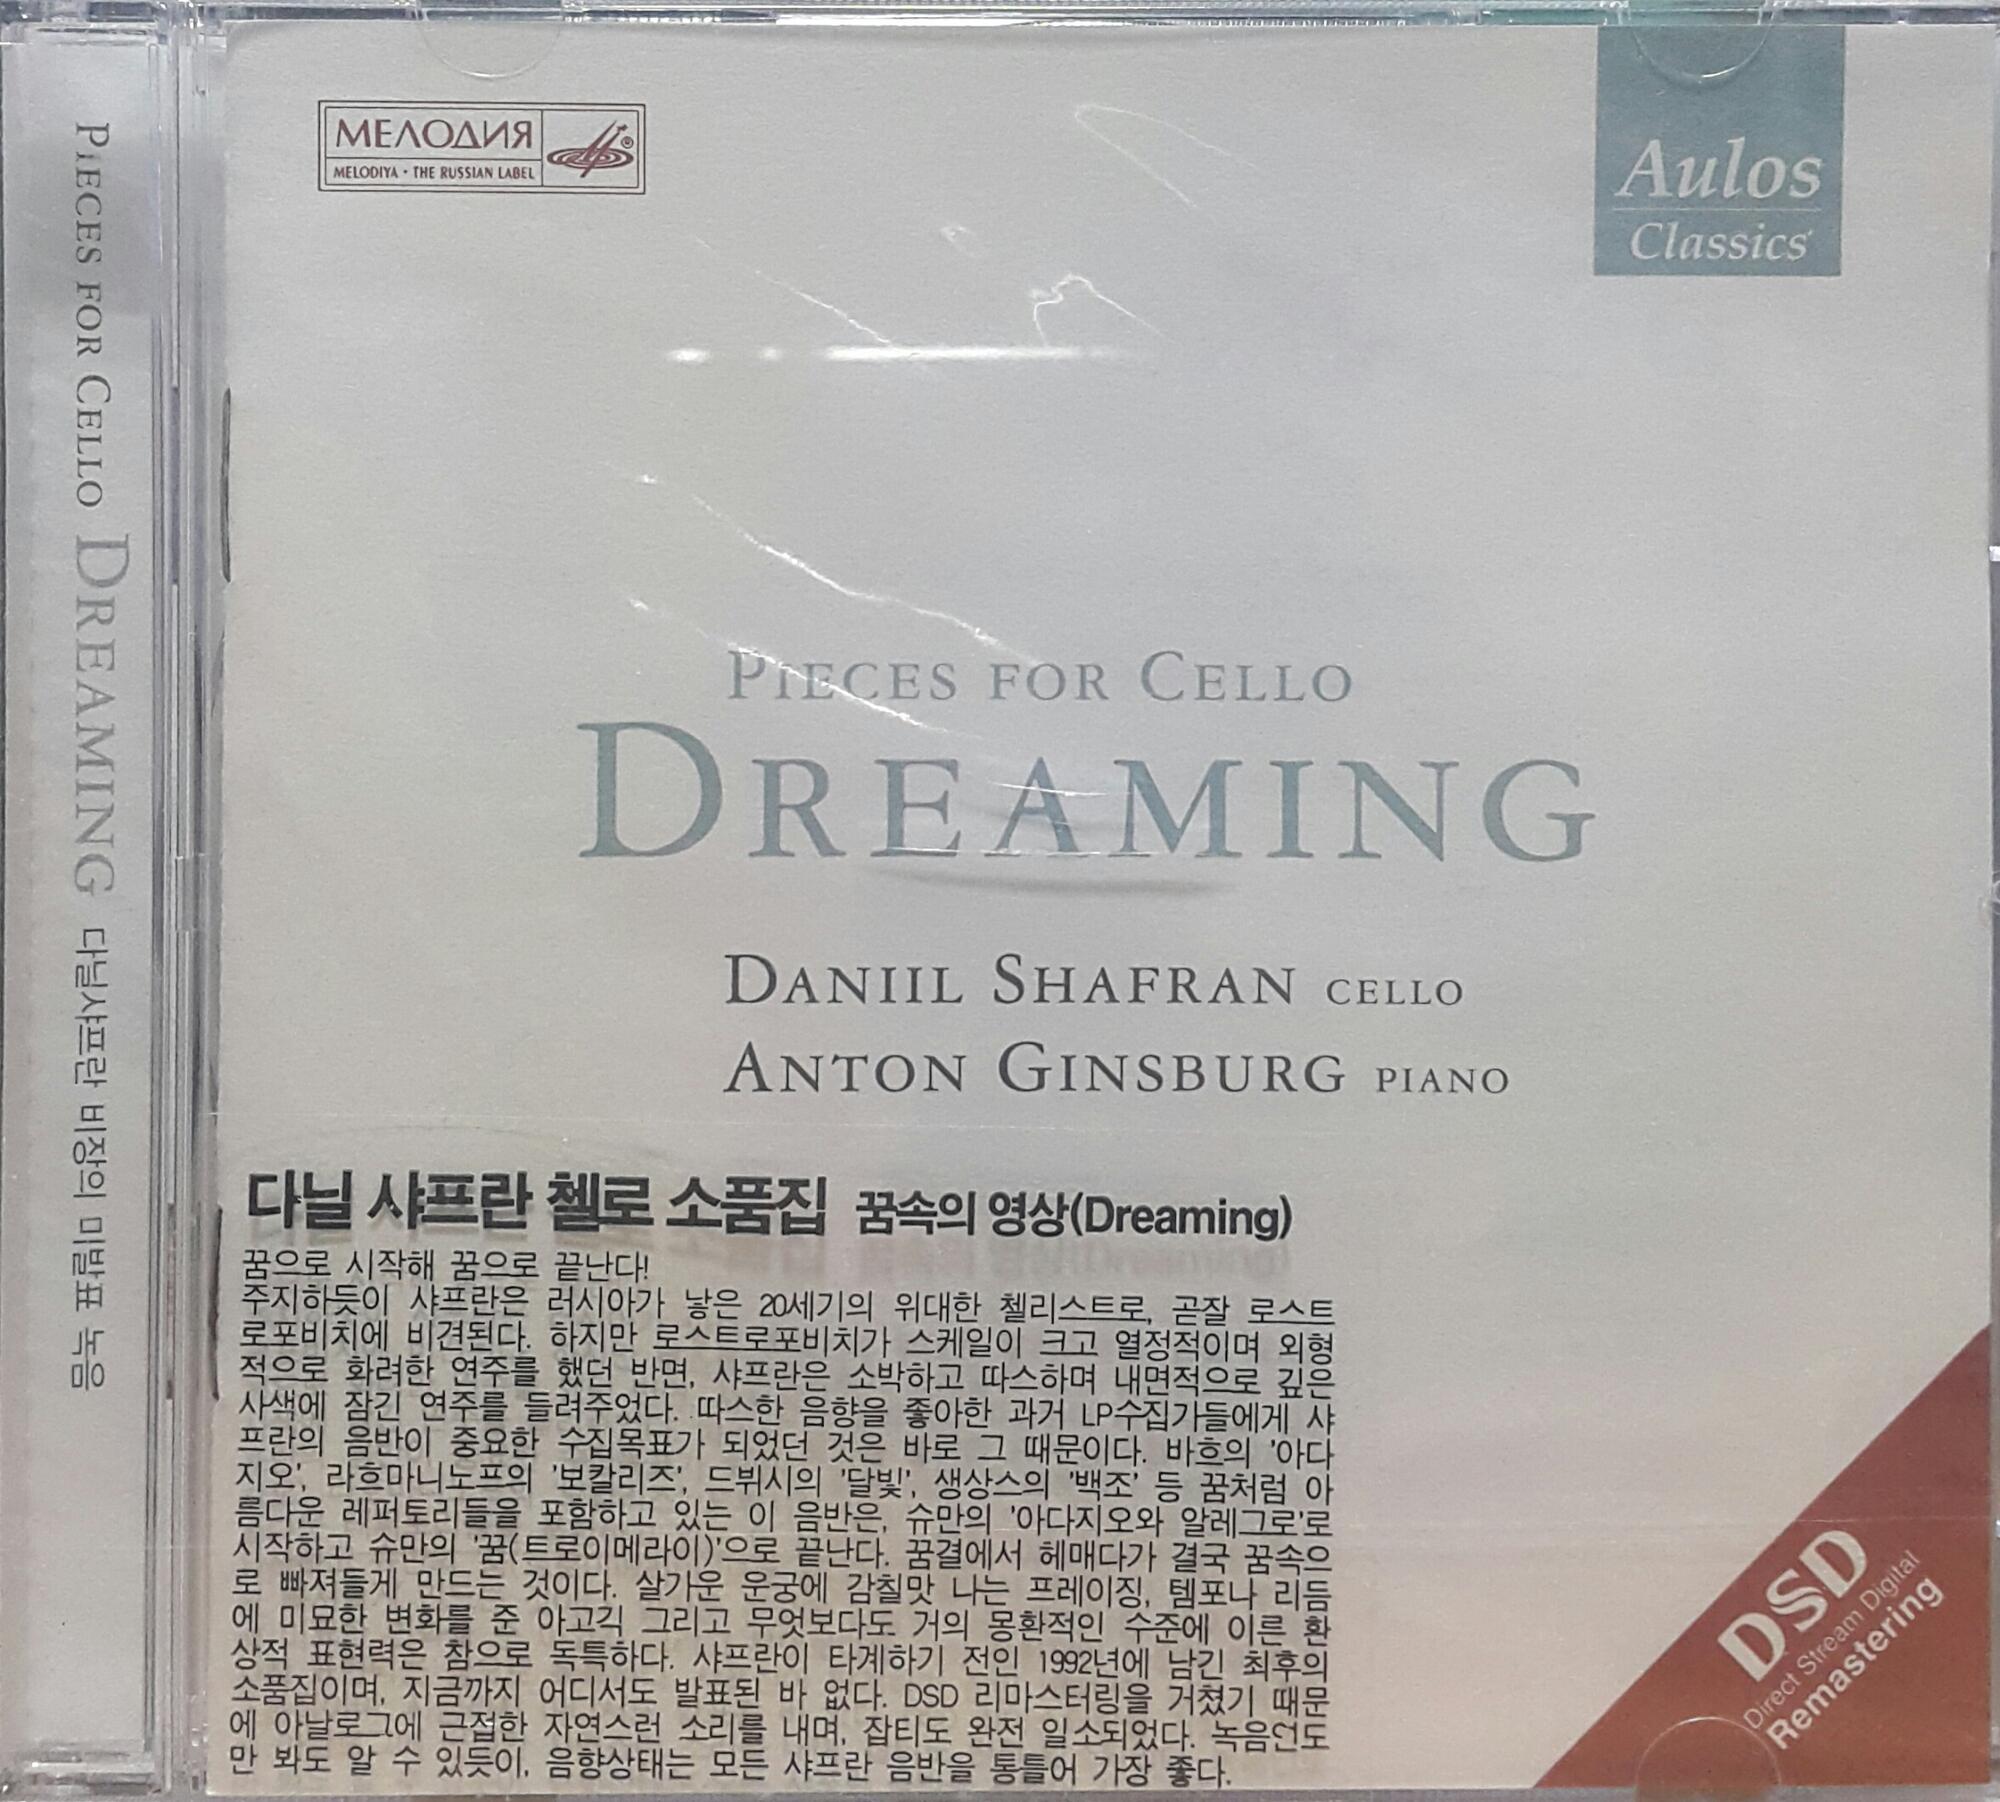 PIECES FOR CELLO DREAMING 다닐샤프란 비장의 미발표 녹음
МЕЛОДИЯ
MELODIYA • THE RUSSIAN LABEL
Aulos
Classics
PIECES FOR CELLO
DREAMING
DANIIL SHAFRAN CELLO
ANTON GINSBURG PIANO
다닐 샤프란 첼로 소품집 꿈속의 영상(Dreaming)
꿈으로 시작해 꿈으로 끝난다!
주지하듯이 샤프란은 러시아가 낳은 20세기의 위대한 첼리스트로, 곧잘 로스트
로포비치에 비견된다. 하지만 로스트로포비치가 스케일이 크고 열정적이며 외형
적으로 화려한 연주를 했던 반면, 샤프란은 소박하고 따스하며 내면적으로 깊은
사색에 잠긴 연주를 들려주었다. 따스한 음향을 좋아한 과거 LP수집가들에게 샤
프란의 음반이 중요한 수집목표가 되었던 것은 바로 그 때문이다. 바흐의 '아다
지오', 라흐마니노프의 '보칼리즈', 드뷔시의 '달빛', 생상스의 '백조' 등 꿈처럼 아
름다운 레퍼토리들을 포함하고 있는 이 음반은, 슈만의 '아다지오와 알레그로'로
시작하고 슈만의 '꿈(트로이메라이)'으로 끝난다. 꿈결에서 헤매다가 결국 꿈속으
로 빠져들게 만드는 것이다. 살가운 운궁에 감칠맛 나는 프레이징, 템포나 리듬
에 미묘한 변화를 준 아고긱 그리고 무엇보다도 거의 몽환적인 수준에 이른 환
상적 표현력은 참으로 독특하다. 샤프란이 타계하기 전인 1992년에 남긴 최후의
소품집이며, 지금까지 어디서도 발표된 바 없다. DSD 리마스터링을 거쳤기 때문
에 아날로그에 근접한 자연스런 소리를 내며, 잡티도 완전 일소되었다. 녹음연도
만 봐도 알 수 있듯이, 음향상태는 모든 샤프란 음반을 통틀어 가장 좋다.
DSD
Direct Stream Digital
Remastering